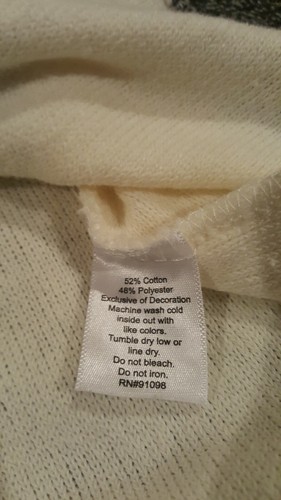 52% Cotton
48% Polyester
Exclusive of Decoration
Machine wash cold
inside out with
like colors.
Tumble dry low or
line dry.
Do not bleach.
Do not iron.
RN#91098